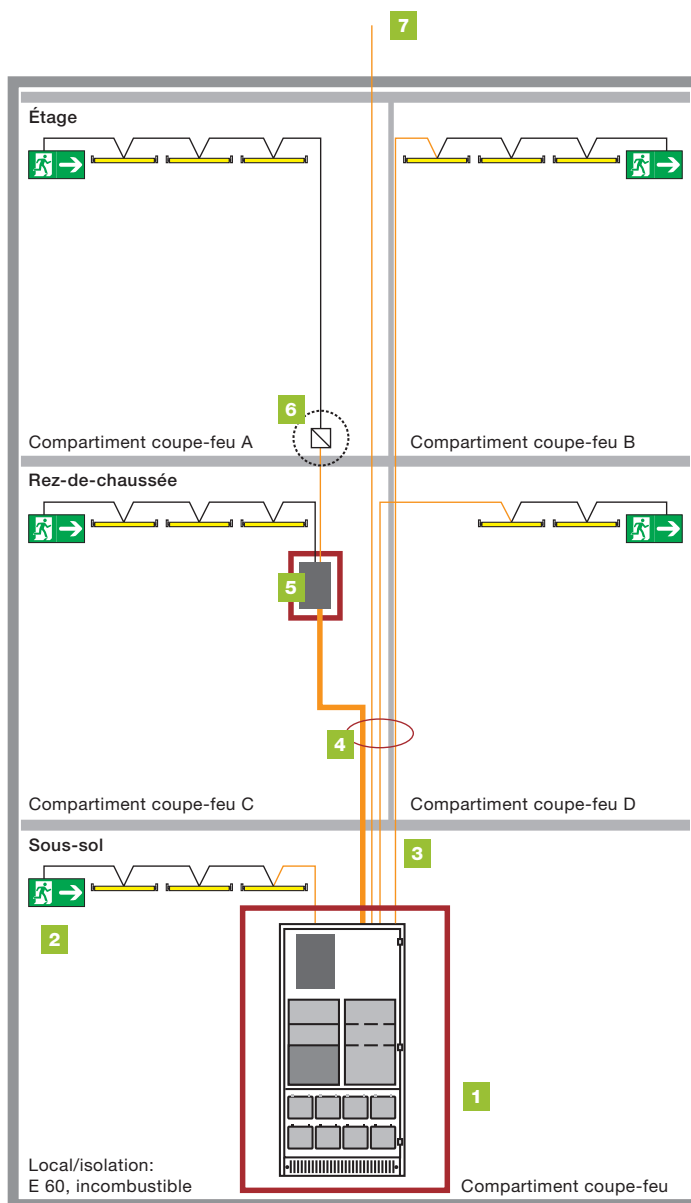 7
Étage
6
Compartiment coupe-feu A
Compartiment coupe-feu B
Rez-de-chaussée
5
4
Compartiment coupe-feu C
Compartiment coupe-feu D
Sous-sol
3
2
1
Local/isolation:
E 60, incombustible
Compartiment coupe-feu